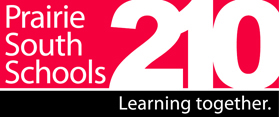 Prairie
South
Schools
210
Learning together.